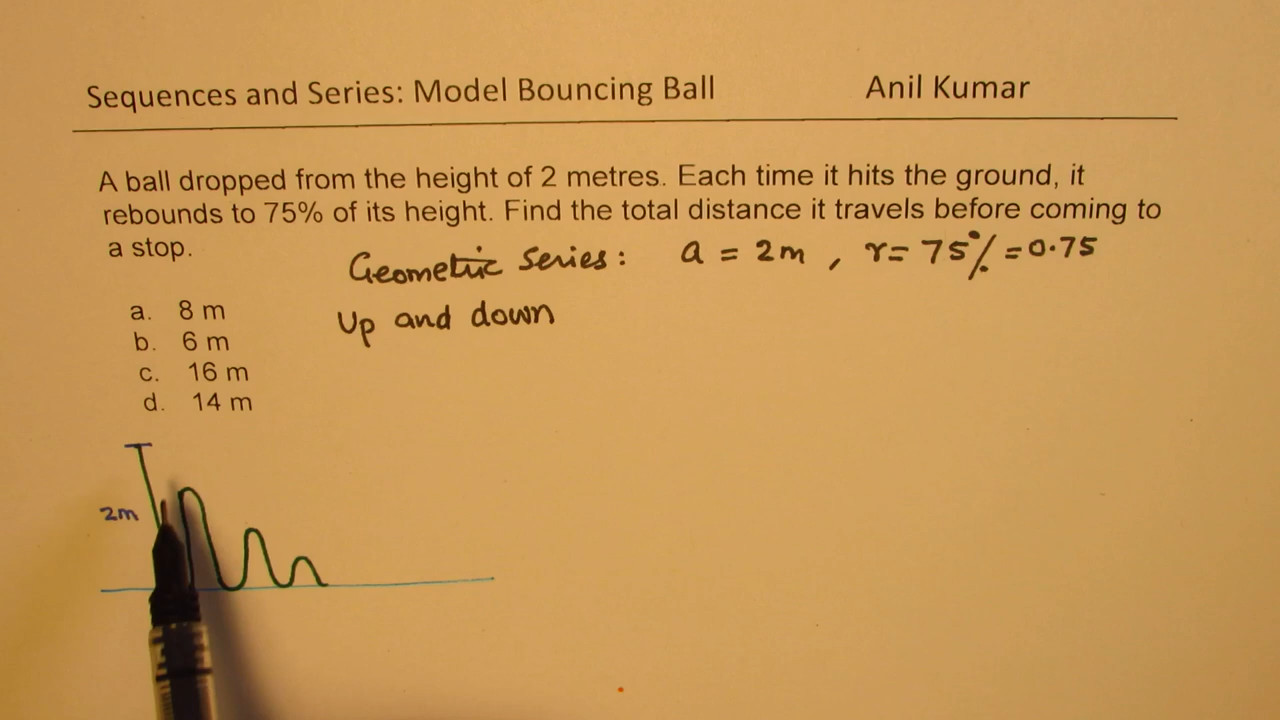 Sequences and Series: Model Bouncing Ball Anil Kumar
A ball dropped from the height of 2 metres. Each time it hits the ground, it
rebounds to 75% of its height. Find the total distance it travels before coming to
a stop.
Geometric Series: a = 2m , r = 75% = 0.75
a. 8 m
Up and down
b. 6 m
c. 16 m
d. 14 m
2m